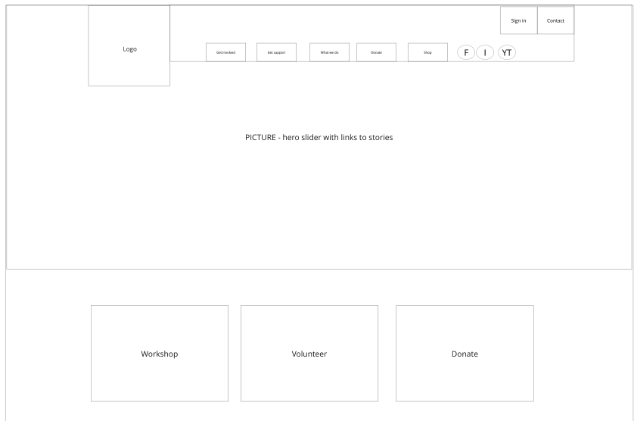 Sign in
Contact
Logo
Get involved
Get support
What we do
Donate
Shop
F
I
YT
PICTURE - hero slider with links to stories
Workshop
Volunteer
Donate